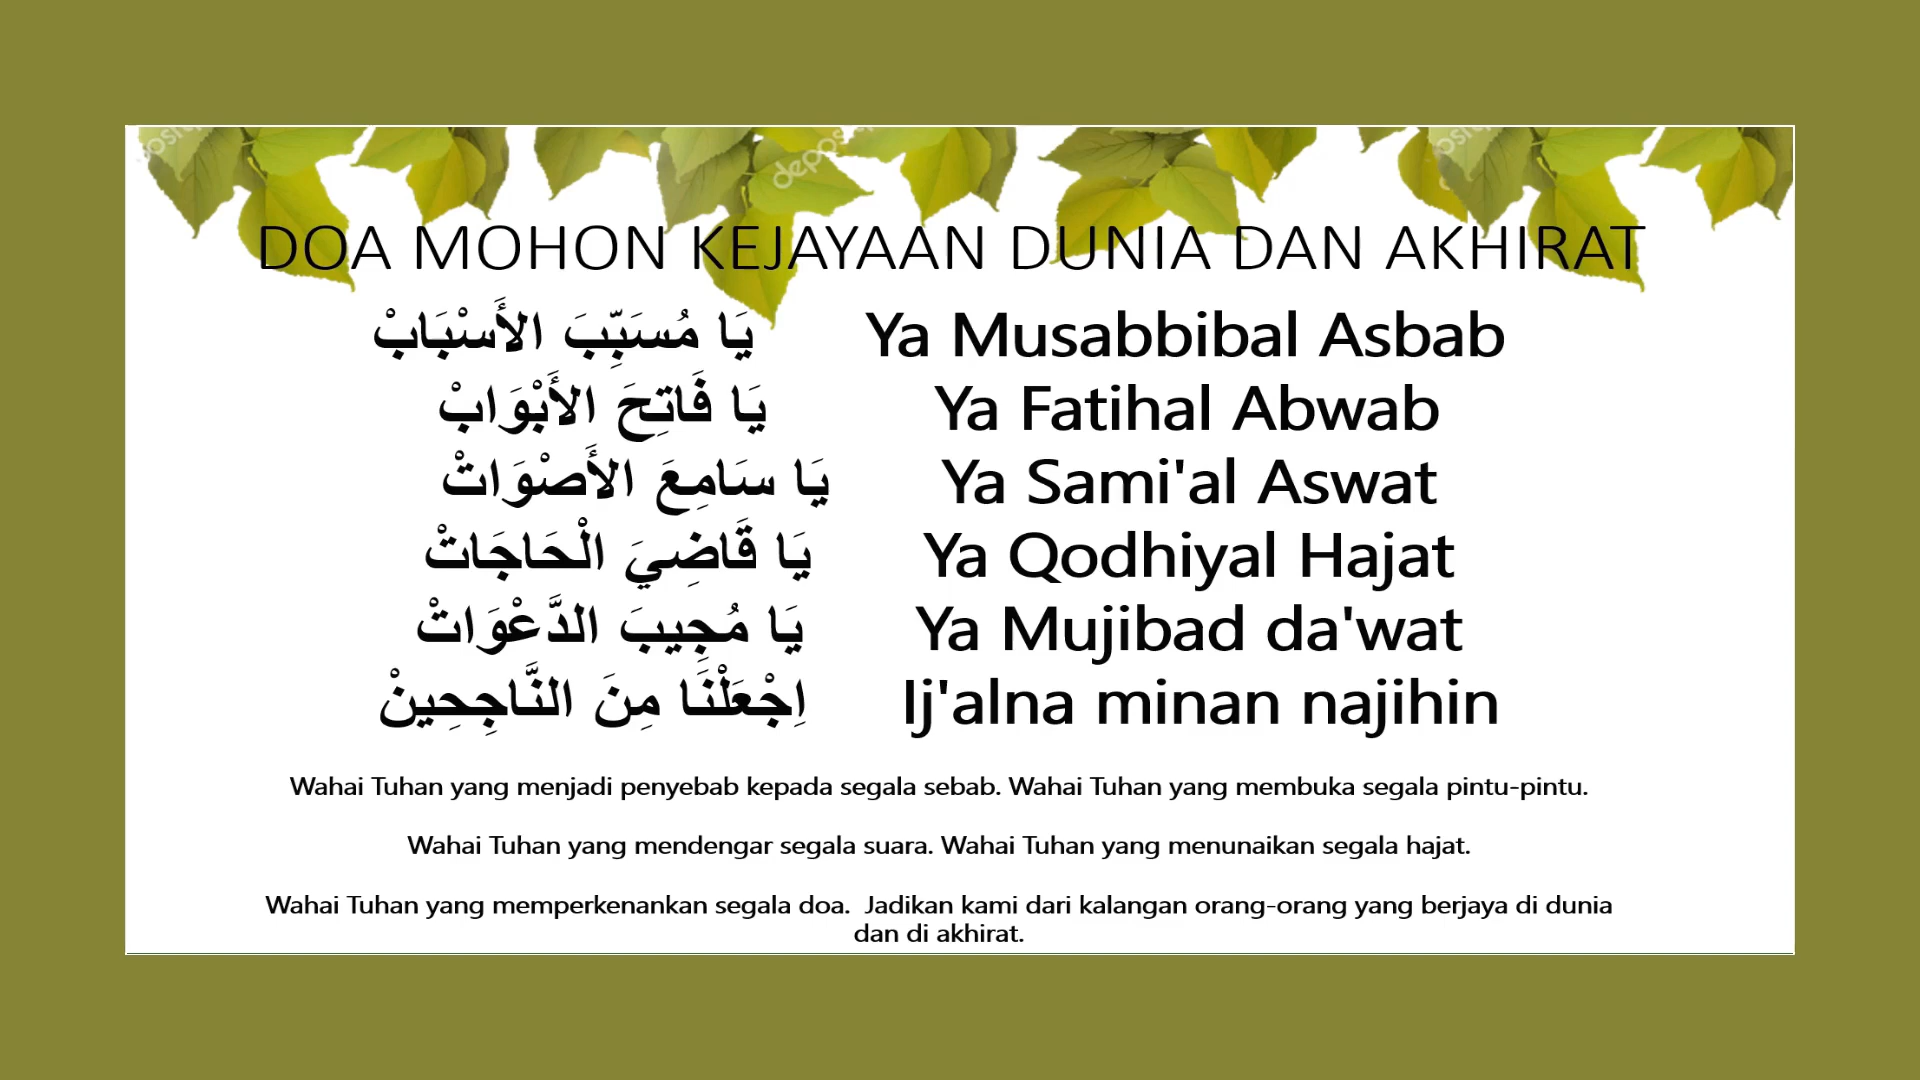 DOA MOHON KEJAYAAN DUNIA DAN AKHIRAT
يَا مُسَبِّبَ الأَسْبَابْ
Ya Musabbibal Asbab
يَا فَاتِحَ الأَبْوَابْ
Ya Fatihal Abwab
يَا سَامِعَ الأَصْوَاتْ
Ya Sami'al Aswat
يَا قَاضِيَ الْحَاجَاتْ
Ya Qodhiyal Hajat
يَا مُجِيبَ الدَّعْوَاتْ
Ya Mujibad da'wat
اِجْعَلْنَا مِنَ النَّاجِحِينْ
Ij'alna minan najihin
Wahai Tuhan yang menjadi penyebab kepada segala sebab. Wahai Tuhan yang membuka segala pintu-pintu.
Wahai Tuhan yang mendengar segala suara. Wahai Tuhan yang menunaikan segala hajat.
Wahai Tuhan yang memperkenankan segala doa.  Jadikan kami dari kalangan orang-orang yang berjaya di dunia
dan di akhirat.